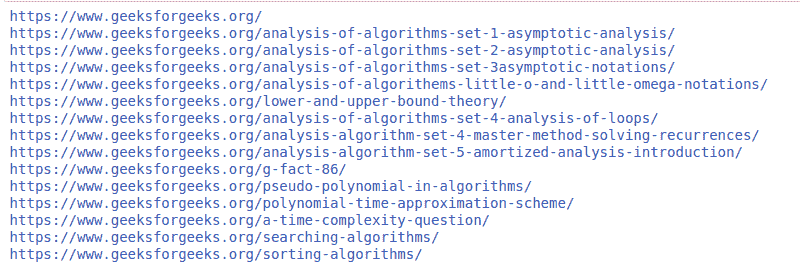 https://www.geeksforgeeks.org/
https://www.geeksforgeeks.org/analysis-of-algorithms-set-1-asymptotic-analysis/
https://www.geeksforgeeks.org/analysis-of-algorithms-set-2-asymptotic-analysis/
https://www.geeksforgeeks.org/analysis-of-algorithms-set-3asymptotic-notations/
https://www.geeksforgeeks.org/analysis-of-algorithems-little-o-and-little-omega-notations/
https://www.geeksforgeeks.org/lower-and-upper-bound-theory/
https://www.geeksforgeeks.org/analysis-of-algorithms-set-4-analysis-of-loops/
https://www.geeksforgeeks.org/analysis-algorithm-set-4-master-method-solving-recurrences/
https://www.geeksforgeeks.org/analysis-algorithm-set-5-amortized-analysis-introduction/
https://www.geeksforgeeks.org/g-fact-86/
https://www.geeksforgeeks.org/pseudo-polynomial-in-algorithms/
https://www.geeksforgeeks.org/polynomial-time-approximation-scheme/
https://www.geeksforgeeks.org/a-time-complexity-question/
https://www.geeksforgeeks.org/searching-algorithms/
https://www.geeksforgeeks.org/sorting-algorithms/